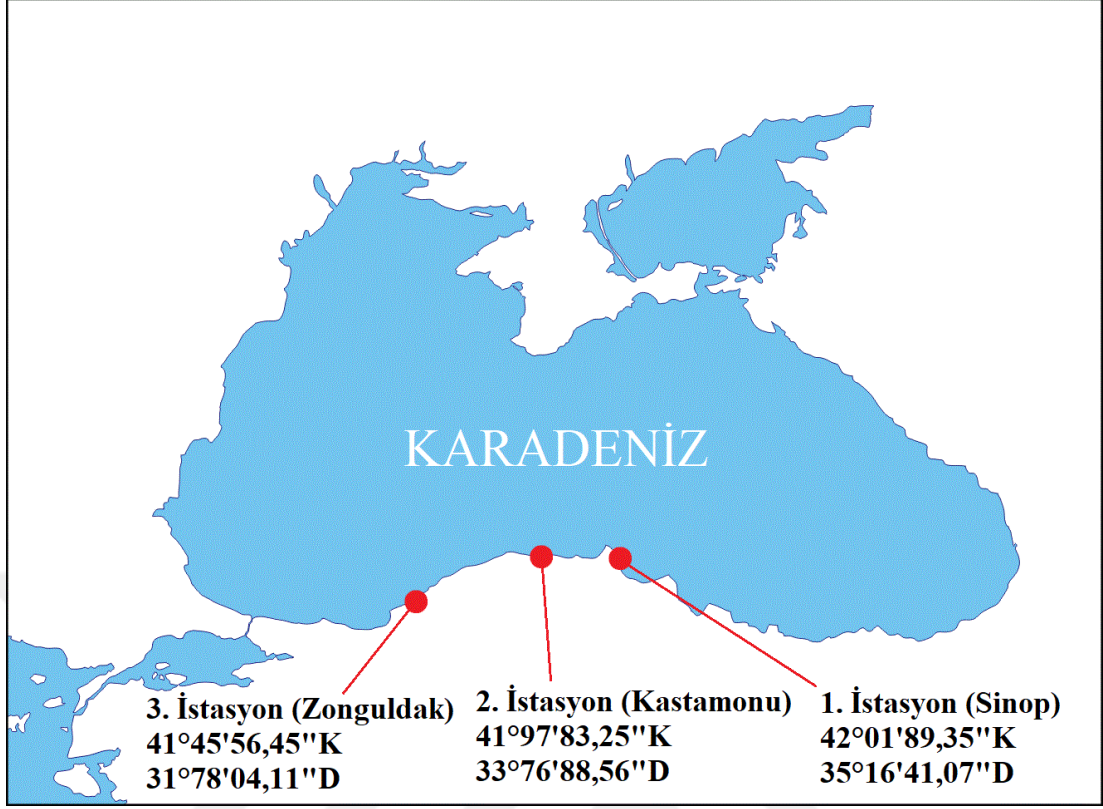 KARADENİZ
3. İstasyon (Zonguldak)
41°45'56,45"K
31°78'04,11"D
2. İstasyon (Kastamonu)
41°97'83,25"K
33°76'88,56"D
1. İstasyon (Sinop)
42°01'89,35"K
35°16'41,07"D